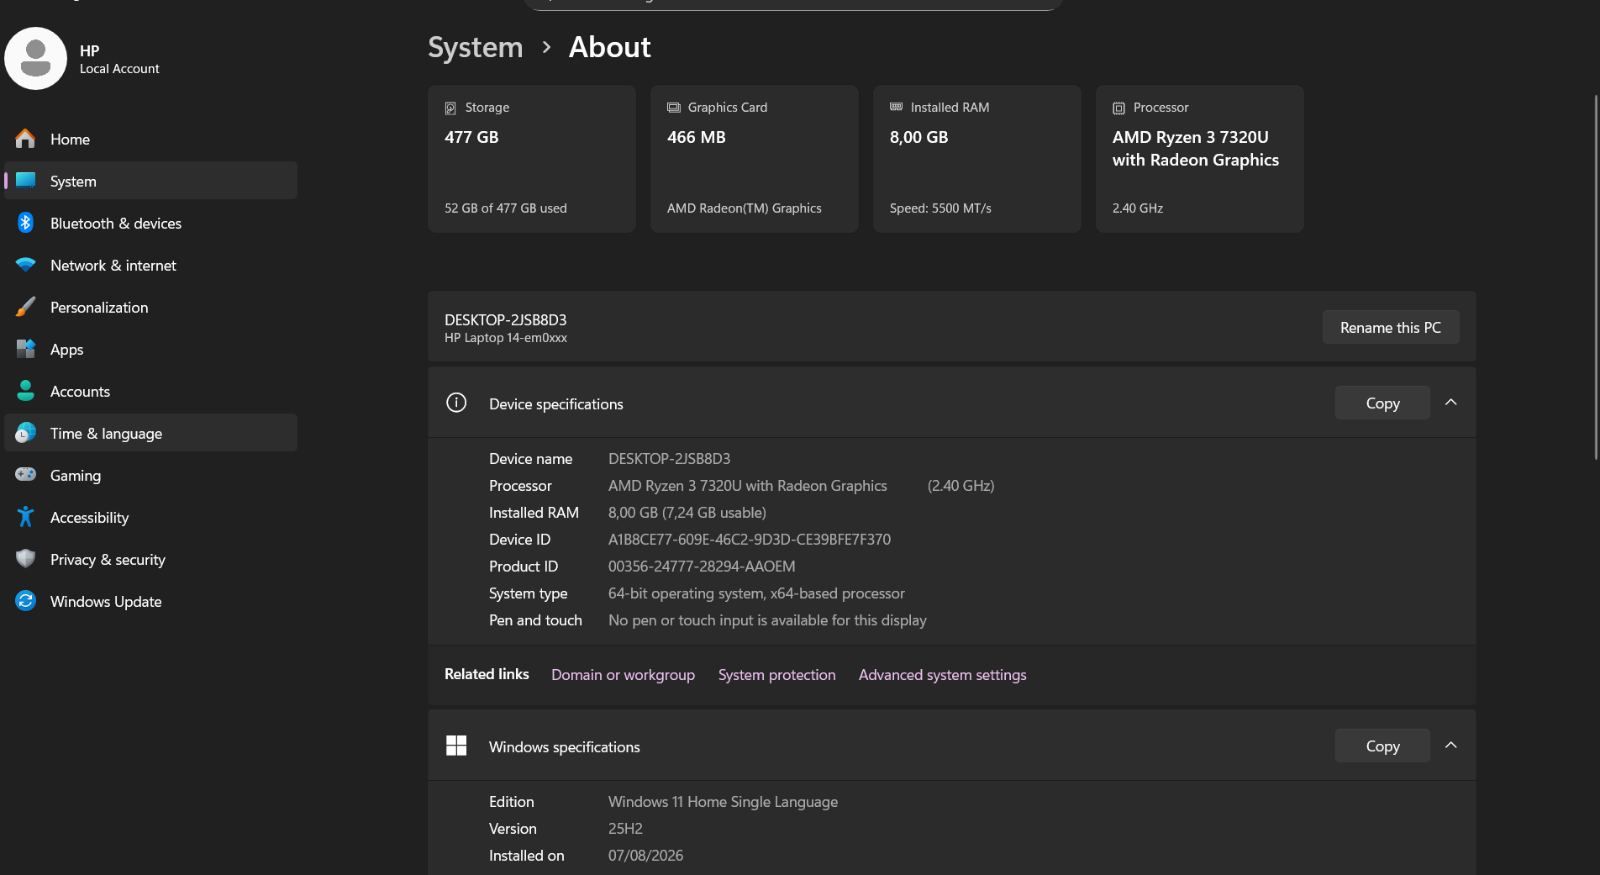 HP
Local Account
Home
System
Bluetooth & devices
Network & internet
Personalization
Apps
Accounts
Time & language
Gaming
Accessibility
Privacy & security
Windows Update
System > About
Storage
477 GB
52 GB of 477 GB used
Graphics Card
466 MB
AMD Radeon(TM) Graphics
Installed RAM
8,00 GB
Speed: 5500 MT/s
Processor
AMD Ryzen 3 7320U
with Radeon Graphics
2.40 GHz
DESKTOP-2JSB8D3
HP Laptop 14-em0xxx
Rename this PC
Device specifications
Copy
Device name DESKTOP-2JSB8D3
Processor AMD Ryzen 3 7320U with Radeon Graphics (2.40 GHz)
Installed RAM 8,00 GB (7,24 GB usable)
Device ID A1B8CE77-609E-46C2-9D3D-CE39BFE7F370
Product ID 00356-24777-28294-AAOEM
System type 64-bit operating system, x64-based processor
Pen and touch No pen or touch input is available for this display
Related links Domain or workgroup System protection Advanced system settings
Windows specifications
Copy
Edition Windows 11 Home Single Language
Version 25H2
Installed on 07/08/2026